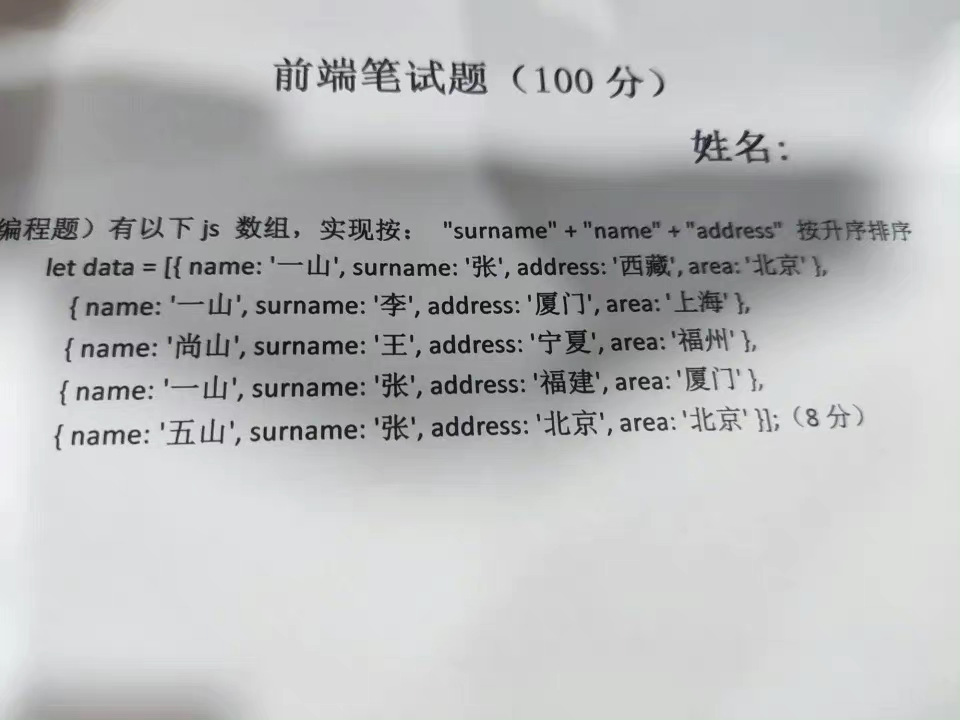 前端笔试题（100 分）
姓名：
编程题）有以下 js 数组，实现按： "surname" + "name" + "address" 按升序排序
let data = [{ name: '一山', surname: '张', address: '西藏', area: '北京' },
{ name: '一山', surname: '李', address: '厦门', area: '上海' },
{ name: '尚山', surname: '王', address: '宁夏', area: '福州' },
{ name: '一山', surname: '张', address: '福建', area: '厦门' },
{ name: '五山', surname: '张', address: '北京', area: '北京' }];（8 分）